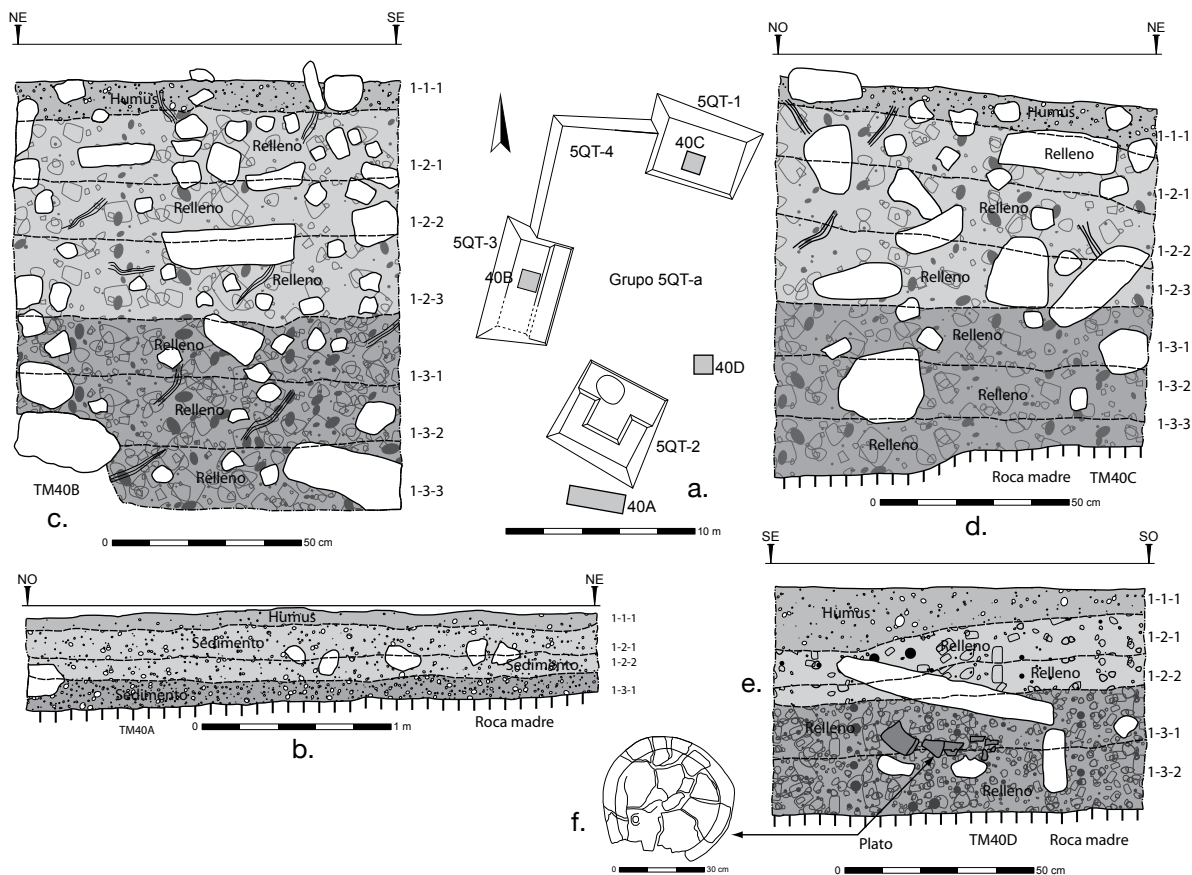 NE
SE
Humus
1-1-1
Relleno
1-2-1
Relleno
1-2-2
Relleno
1-2-3
Relleno
1-3-1
Relleno
1-3-2
Relleno
1-3-3
TM40B
c.
0 50 cm
5QT-1
40C
5QT-4
5QT-3
40B
Grupo 5QT-a
40D
5QT-2
40A
a.
10 m
NO
NE
Humus
1-1-1
Relleno
1-2-1
Relleno
1-2-2
Relleno
1-2-3
Relleno
1-3-1
Relleno
1-3-2
Relleno
1-3-3
Roca madre
TM40C
0 50 cm
d.
NO
NE
Humus
1-1-1
Sedimento
1-2-1
Sedimento
1-2-2
Sedimento
1-3-1
TM40A
0 1 m
Roca madre
b.
SE
SO
Humus
1-1-1
Relleno
1-2-1
Relleno
1-2-2
e.
Relleno
1-3-1
Relleno
1-3-2
f.
Plato
TM40D
Roca madre
0 30 cm
0 50 cm